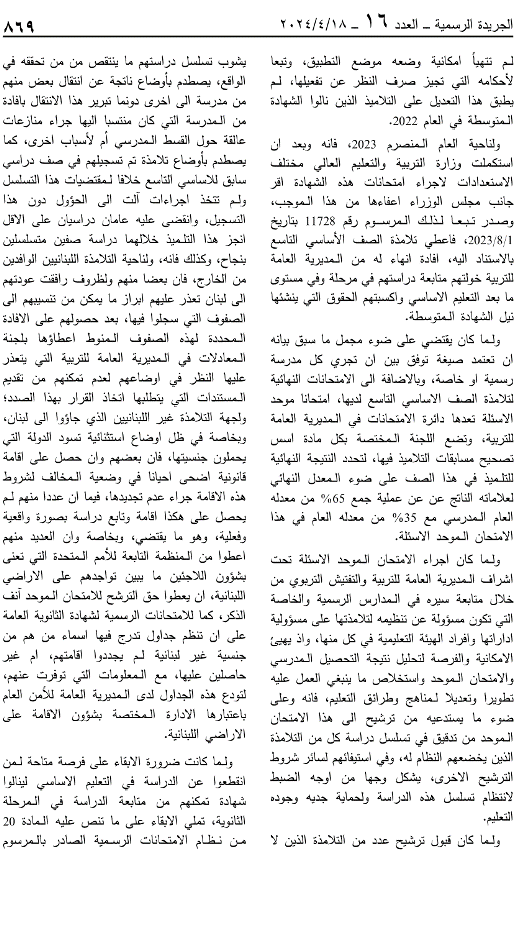 الجريدة الرسمية ــ العدد ١٦ ــ ٢٠٢٤/٤/١٨
٨٦٩
لم تتهيأ امكانية وضعه موضع التطبيق، وتبعا
لأحكامه التي تجيز صرف النظر عن تفعيلها، لم
يطبق هذا التعديل على التلاميذ الذين نالوا الشهادة
المتوسطة في العام 2022.
ولناحية العام المنصرم 2023، فانه وبعد ان
استكملت وزارة التربية والتعليم العالي مختلف
الاستعدادات لاجراء امتحانات هذه الشهادة اقر
جانب مجلس الوزراء اعفاءها من هذا الموجب،
وصدر تبعا لذلك المرسوم رقم 11728 بتاريخ
2023/8/1، فاعطي تلامذة الصف الأساسي التاسع
بالاستناد اليه، افادة انهاء له من المديرية العامة
للتربية خولتهم متابعة دراستهم في مرحلة وفي مستوى
ما بعد التعليم الاساسي واكسبتهم الحقوق التي ينشئها
نيل الشهادة المتوسطة.
ولما كان يقتضي على ضوء مجمل ما سبق بيانه
ان تعتمد صيغة توفق بين ان تجري كل مدرسة
رسمية او خاصة، وبالاضافة الى الامتحانات النهائية
لتلامذة الصف الاساسي التاسع لديها، امتحانا موحد
الاسئلة تعدها دائرة الامتحانات في المديرية العامة
للتربية، وتضع اللجنة المختصة بكل مادة اسس
تصحيح مسابقات التلاميذ فيها، لتحدد النتيجة النهائية
للتلميذ في هذا الصف على ضوء المعدل النهائي
لعلاماته الناتج عن عن عملية جمع 65% من معدله
العام المدرسي مع 35% من معدله العام في هذا
الامتحان الموحد الاسئلة.
ولما كان اجراء الامتحان الموحد الاسئلة تحت
اشراف المديرية العامة للتربية والتفتيش التربوي من
خلال متابعة سيره في المدارس الرسمية والخاصة
التي تكون مسؤولة عن تنظيمه لتلامذتها على مسؤولية
اداراتها وافراد الهيئة التعليمية في كل منها، واذ يهيئ
الامكانية والفرصة لتحليل نتيجة التحصيل المدرسي
والامتحان الموحد واستخلاص ما ينبغي العمل عليه
تطويرا وتعديلا لمناهج وطرائق التعليم، فانه وعلى
ضوء ما يستدعيه من ترشيح الى هذا الامتحان
الموحد من تدقيق في تسلسل دراسة كل من التلامذة
الذين يخضعهم النظام له، وفي استيفائهم لسائر شروط
الترشيح الاخرى، يشكل وجها من اوجه الضبط
لانتظام تسلسل هذه الدراسة ولحماية جديه وجوده
التعليم.
ولما كان قبول ترشيح عدد من التلامذة الذين لا
يشوب تسلسل دراستهم ما ينتقص من من تحققه في
الواقع، يصطدم بأوضاع ناتجة عن انتقال بعض منهم
من مدرسة الى اخرى دونما تبرير هذا الانتقال بافادة
من المدرسة التي كان منتسبا اليها جراء منازعات
عالقة حول القسط المدرسي أم لأسباب اخرى، كما
يصطدم بأوضاع تلامذة تم تسجيلهم في صف دراسي
سابق للاساسي التاسع خلافا لمقتضيات هذا التسلسل
ولم تتخذ اجراءات آلت الى الحؤول دون هذا
التسجيل، وانقضى عليه عامان دراسيان على الاقل
انجز هذا التلميذ خلالهما دراسة صفين متسلسلين
بنجاح، وكذلك فانه، ولناحية التلامذة اللبنانيين الوافدين
من الخارج، فان بعضا منهم ولظروف رافقت عودتهم
الى لبنان تعذر عليهم ابراز ما يمكن من تنسيبهم الى
الصفوف التي سجلوا فيها، بعد حصولهم على الافادة
المحددة لهذه الصفوف المنوط اعطاؤها بلجنة
المعادلات في المديرية العامة للتربية التي يتعذر
عليها النظر في اوضاعهم لعدم تمكنهم من تقديم
المستندات التي يتطلبها اتخاذ القرار بهذا الصدد؛
ولجهة التلامذة غير اللبنانيين الذي جاؤوا الى لبنان،
وبخاصة في ظل اوضاع استثنائية تسود الدولة التي
يحملون جنسيتها، فان بعضهم وان حصل على اقامة
قانونية اضحى احيانا في وضعية المخالف لشروط
هذه الاقامة جراء عدم تجديدها، فيما ان عددا منهم لم
يحصل على هكذا اقامة وتابع دراسة بصورة واقعية
وفعلية، وهو ما يقتضي، وبخاصة وان العديد منهم
اعطوا من المنظمة التابعة للأمم المتحدة التي تعنى
بشؤون اللاجئين ما يبين تواجدهم على الاراضي
اللبنانية، ان يعطوا حق الترشح للامتحان الموحد آنف
الذكر، كما للامتحانات الرسمية لشهادة الثانوية العامة
على ان تنظم جداول تدرج فيها اسماء من هم من
جنسية غير لبنانية لم يجددوا اقامتهم، ام غير
حاصلين عليها، مع المعلومات التي توفرت عنهم،
لتودع هذه الجداول لدى المديرية العامة للأمن العام
باعتبارها الادارة المختصة بشؤون الاقامة على
الاراضي اللبنانية.
ولما كانت ضرورة الابقاء على فرصة متاحة لمن
انقطعوا عن الدراسة في التعليم الاساسي لينالوا
شهادة تمكنهم من متابعة الدراسة في المرحلة
الثانوية، تملي الابقاء على ما تنص عليه المادة 20
من نظام الامتحانات الرسمية الصادر بالمرسوم